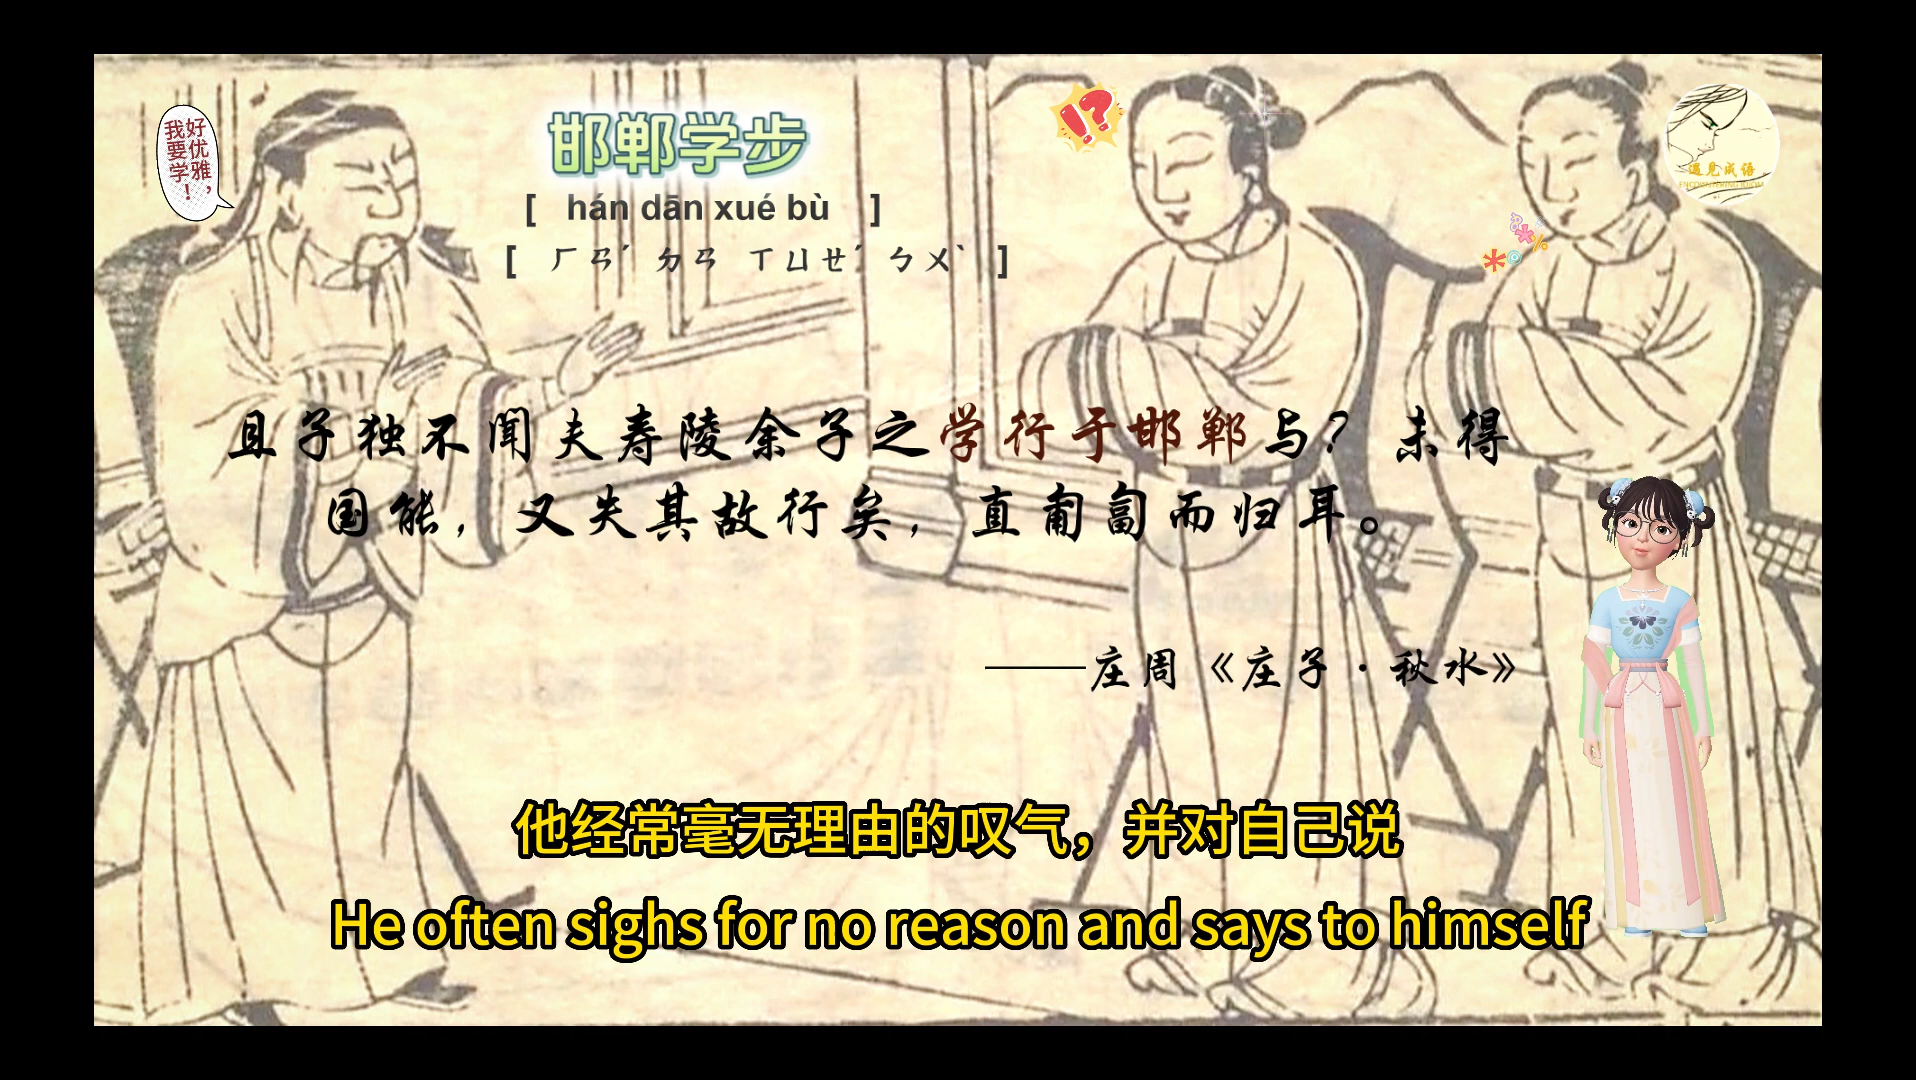 好优雅，
我要学！
邯郸学步
[ hán dān xué bù ]
[ ㄏㄢˊ ㄉㄢ ㄒㄩㄝˊ ㄅㄨˋ ]
遇见成语
且子独不闻夫寿陵余子之学行于邯郸与？未得
国能，又失其故行矣，直匍匐而归耳。
——庄周《庄子·秋水》
他经常毫无理由的叹气，并对自己说
He often sighs for no reason and says to himself